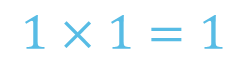 1 × 1 = 1